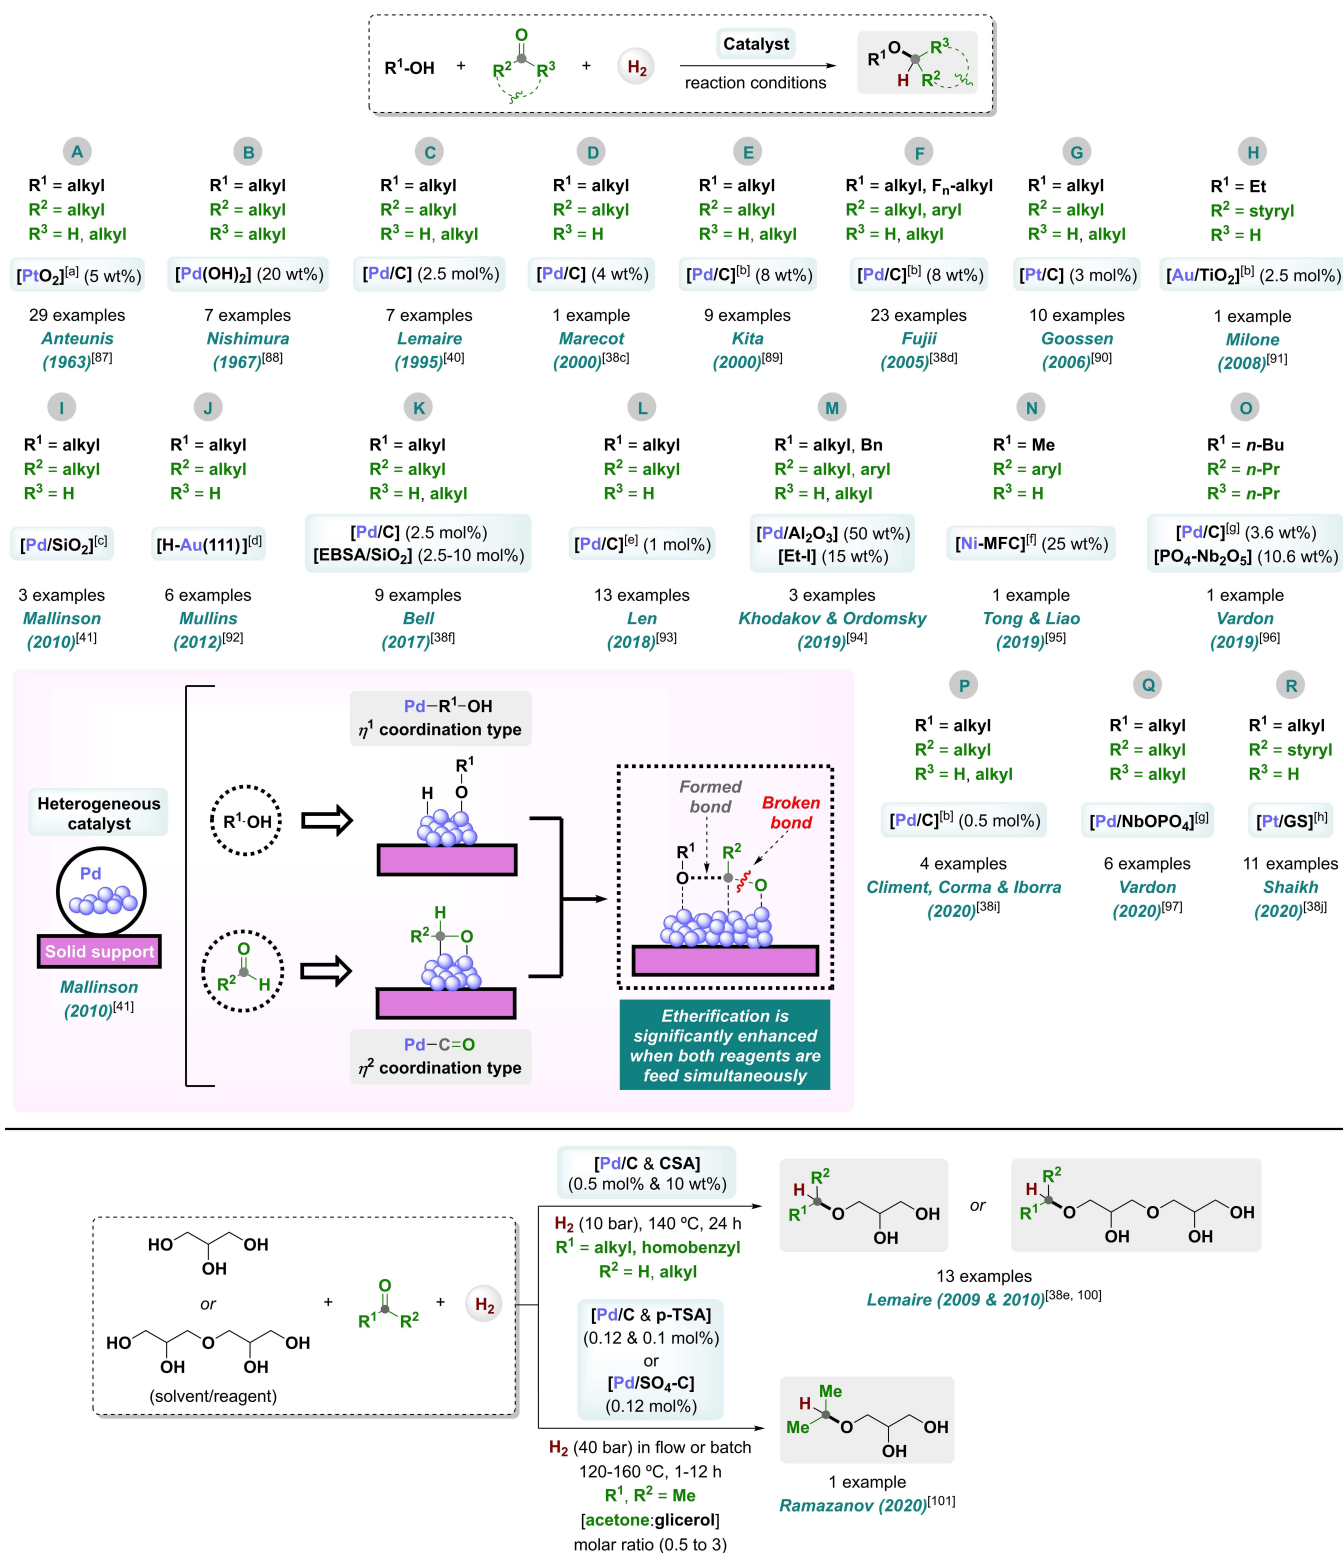 R¹-OH + O R² R³ + H₂ Catalyst reaction conditions R¹ O R³ H R²
A B C D E F G H
R¹ = alkyl R¹ = alkyl R¹ = alkyl R¹ = alkyl R¹ = alkyl R¹ = alkyl, Fₙ-alkyl R¹ = alkyl R¹ = Et
R² = alkyl R² = alkyl R² = alkyl R² = alkyl R² = alkyl R² = alkyl, aryl R² = alkyl R² = styryl
R³ = H, alkyl R³ = alkyl R³ = H, alkyl R³ = H R³ = H, alkyl R³ = H, alkyl R³ = H, alkyl R³ = H
[PtO₂][a] (5 wt%) [Pd(OH)₂] (20 wt%) [Pd/C] (2.5 mol%) [Pd/C] (4 wt%) [Pd/C][b] (8 wt%) [Pd/C][b] (8 wt%) [Pt/C] (3 mol%) [Au/TiO₂][b] (2.5 mol%)
29 examples 7 examples 7 examples 1 example 9 examples 23 examples 10 examples 1 example
Anteunis Nishimura Lemaire Marecot Kita Fujii Goossen Milone
(1963)[87] (1967)[88] (1995)[40] (2000)[38c] (2000)[89] (2005)[38d] (2006)[90] (2008)[91]
I J K L M N O
R¹ = alkyl R¹ = alkyl R¹ = alkyl R¹ = alkyl R¹ = alkyl, Bn R¹ = Me R¹ = n-Bu
R² = alkyl R² = alkyl R² = alkyl R² = alkyl R² = alkyl, aryl R² = aryl R² = n-Pr
R³ = H R³ = H R³ = H, alkyl R³ = H R³ = H, alkyl R³ = H R³ = n-Pr
[Pd/SiO₂][c] [H-Au(111)][d] [Pd/C] (2.5 mol%) [Pd/C][e] (1 mol%) [Pd/Al₂O₃] (50 wt%) [Ni-MFC][f] (25 wt%) [Pd/C][g] (3.6 wt%)
[EBSA/SiO₂] (2.5-10 mol%) [Et-I] (15 wt%) [PO₄-Nb₂O₅] (10.6 wt%)
3 examples 6 examples 9 examples 13 examples 3 examples 1 example 1 example
Mallinson Mullins Bell Len Khodakov & Ordomsky Tong & Liao Vardon
(2010)[41] (2012)[92] (2017)[38f] (2018)[93] (2019)[94] (2019)[95] (2019)[96]
P Q R
R¹ = alkyl R¹ = alkyl R¹ = alkyl
R² = alkyl R² = alkyl R² = styryl
R³ = H, alkyl R³ = alkyl R³ = H
[Pd/C][b] (0.5 mol%) [Pd/NbOPO₄][g] [Pt/GS][h]
4 examples 6 examples 11 examples
Climent, Corma & Iborra Vardon Shaikh
(2020)[38i] (2020)[97] (2020)[38j]
Heterogeneous
catalyst
Pd
Solid support
Mallinson
(2010)[41]
R¹-OH
O
R² H
Pd–R¹–OH
η¹ coordination type
R¹
H O
H
R² O
Pd–C=O
η² coordination type
Formed
bond
Broken
bond
R¹ R²
O O
Etherification is
significantly enhanced
when both reagents are
feed simultaneously
HO OH
OH
or
HO O OH
OH OH
(solvent/reagent)
+ O R¹ R² + H₂
[Pd/C & CSA]
(0.5 mol% & 10 wt%)
H₂ (10 bar), 140 ºC, 24 h
R¹ = alkyl, homobenzyl
R² = H, alkyl
R² H R¹ O OH OH or R² H R¹ O OH O OH OH
13 examples
Lemaire (2009 & 2010)[38e, 100]
[Pd/C & p-TSA]
(0.12 & 0.1 mol%)
or
[Pd/SO₄-C]
(0.12 mol%)
H₂ (40 bar) in flow or batch
120-160 ºC, 1-12 h
R¹, R² = Me
[acetone:glicerol]
molar ratio (0.5 to 3)
Me H Me O OH OH
1 example
Ramazanov (2020)[101]